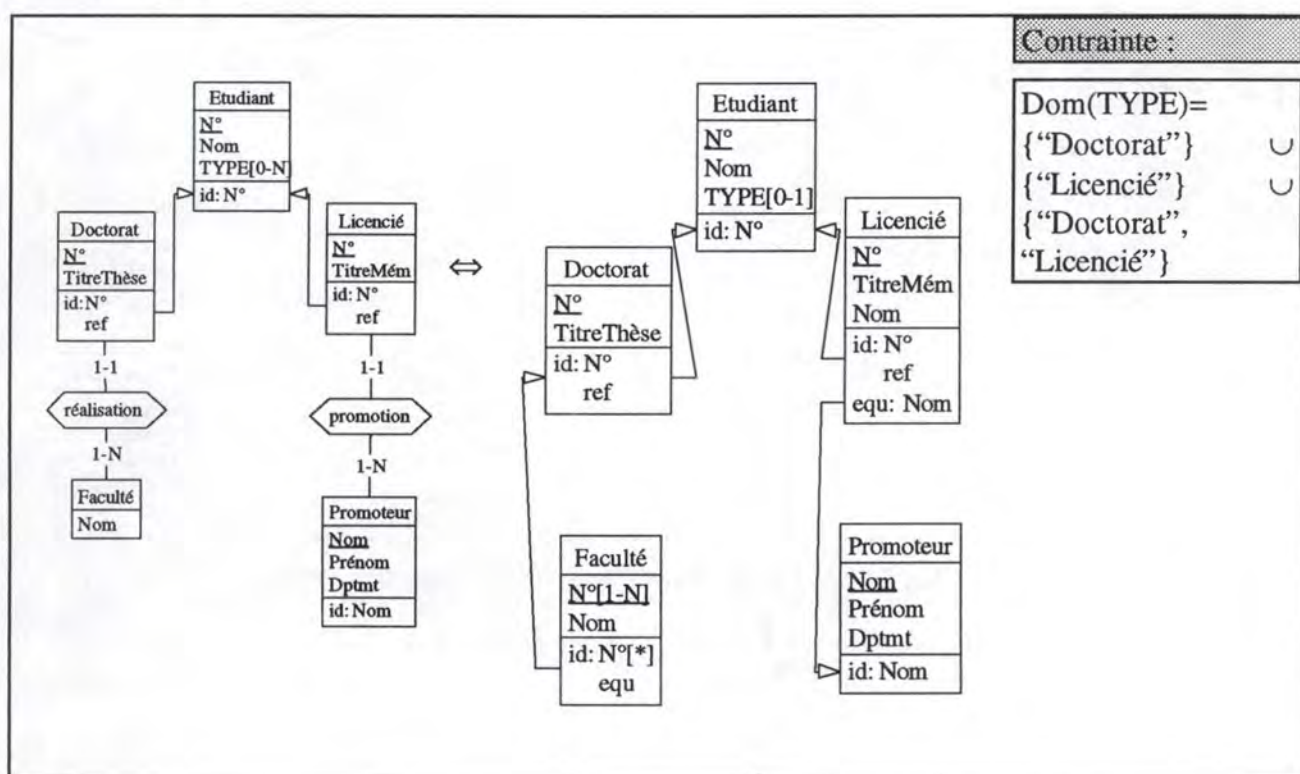 Etudiant
N°
Nom
TYPE[0-N]
id: N°
Doctorat
N°
TitreThèse
id: N°
ref
Licencié
N°
TitreMém
id: N°
ref
1-1
réalisation
1-N
Faculté
Nom
1-1
promotion
1-N
Promoteur
Nom
Prénom
Dptmt
id: Nom
⇔
Etudiant
N°
Nom
TYPE[0-1]
id: N°
Doctorat
N°
TitreThèse
id: N°
ref
Licencié
N°
TitreMém
Nom
id: N°
ref
equ: Nom
Faculté
N°[1-N]
Nom
id: N°[*]
equ
Promoteur
Nom
Prénom
Dptmt
id: Nom
Contrainte :
Dom(TYPE)=
{“Doctorat”} ∪
{“Licencié”} ∪
{“Doctorat”,
“Licencié”}